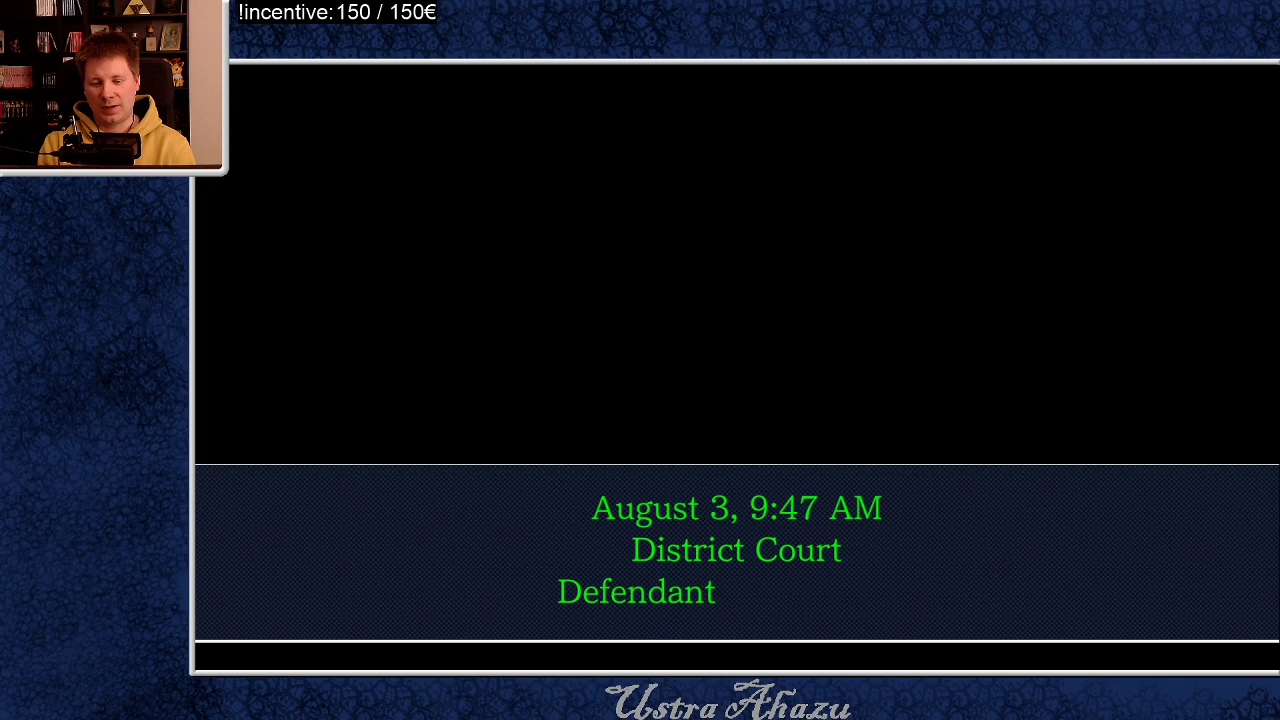 !incentive: 150 / 150€
August 3, 9:47 AM
District Court
Defendant
Ustra Ahazu